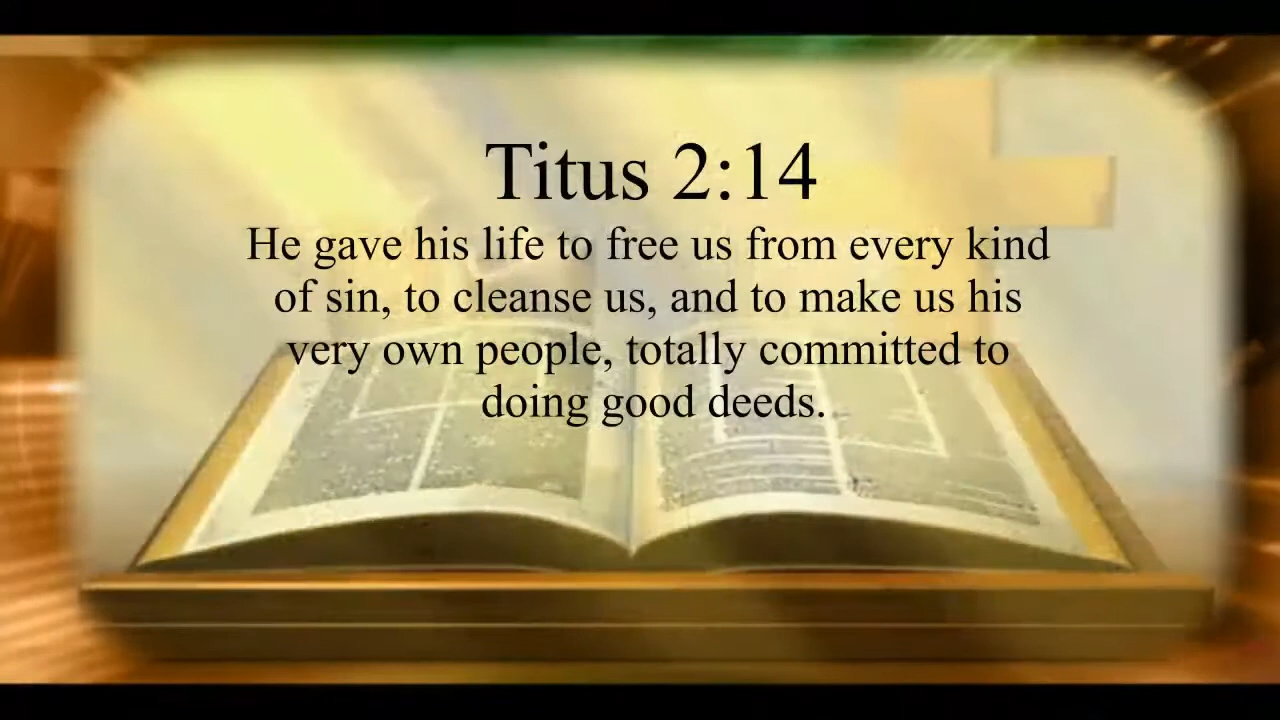 Titus 2:14
He gave his life to free us from every kind
of sin, to cleanse us, and to make us his
very own people, totally committed to
doing good deeds.